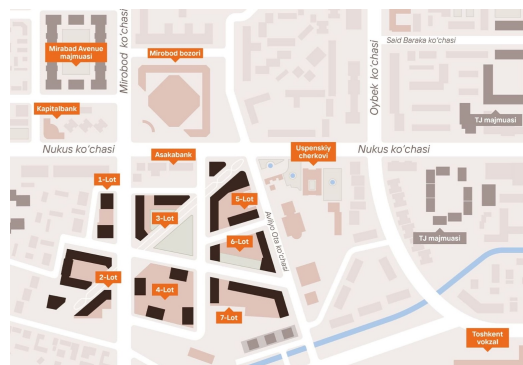 Mirabad Avenue
majmuasi
Mirobod ko'chasi
Mirobod bozori
Oybek ko'chasi
Said Baraka ko'chasi
Kapitalbank
TJ majmuasi
Nukus ko'chasi
Asakabank
Uspenskiy
cherkovi
Nukus ko'chasi
1-Lot
3-Lot
5-Lot
6-Lot
Avliyo Ota ko'chasi
TJ majmuasi
2-Lot
4-Lot
7-Lot
Toshkent
vokzal